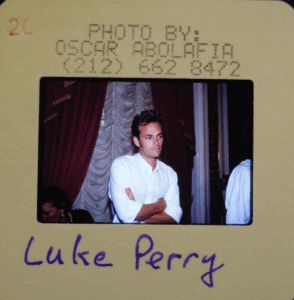 20
PHOTO BY:
OSCAR ABOLAFIA
(212) 662 8472
Luke Perry